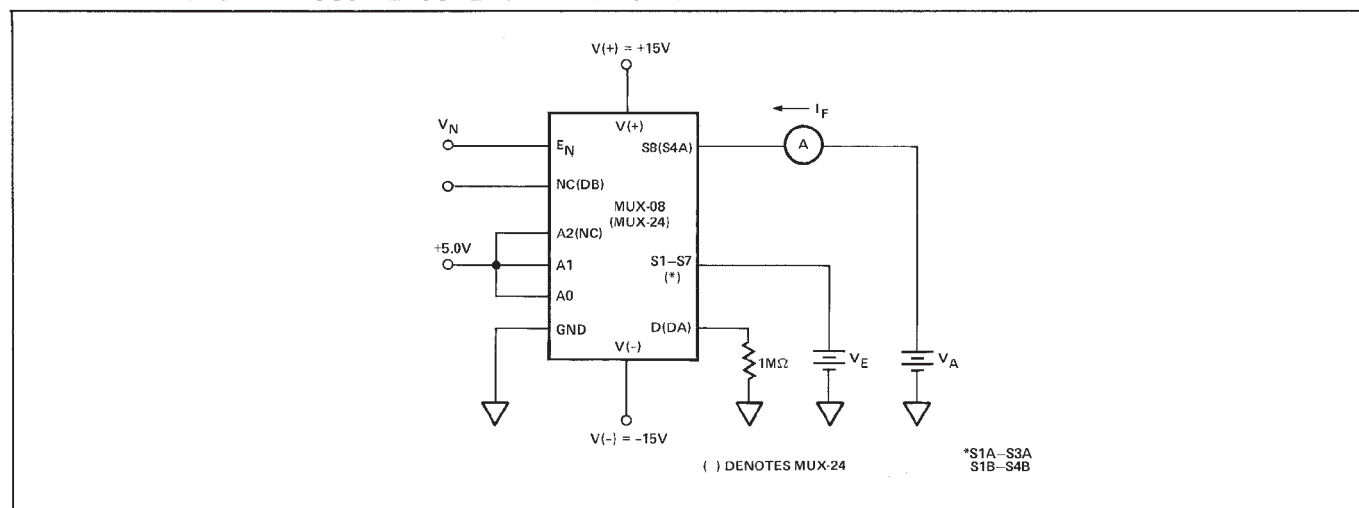 V(+) = +15V
V(+)
I_F
V_N
E_N
S8(S4A)
A
NC(DB)
MUX-08
(MUX-24)
A2(NC)
+5.0V
A1
S1–S7
(*)
A0
GND
D(DA)
V(–)
1MΩ
V_E
V_A
V(–) = –15V
( ) DENOTES MUX-24
*S1A–S3A
S1B–S4B